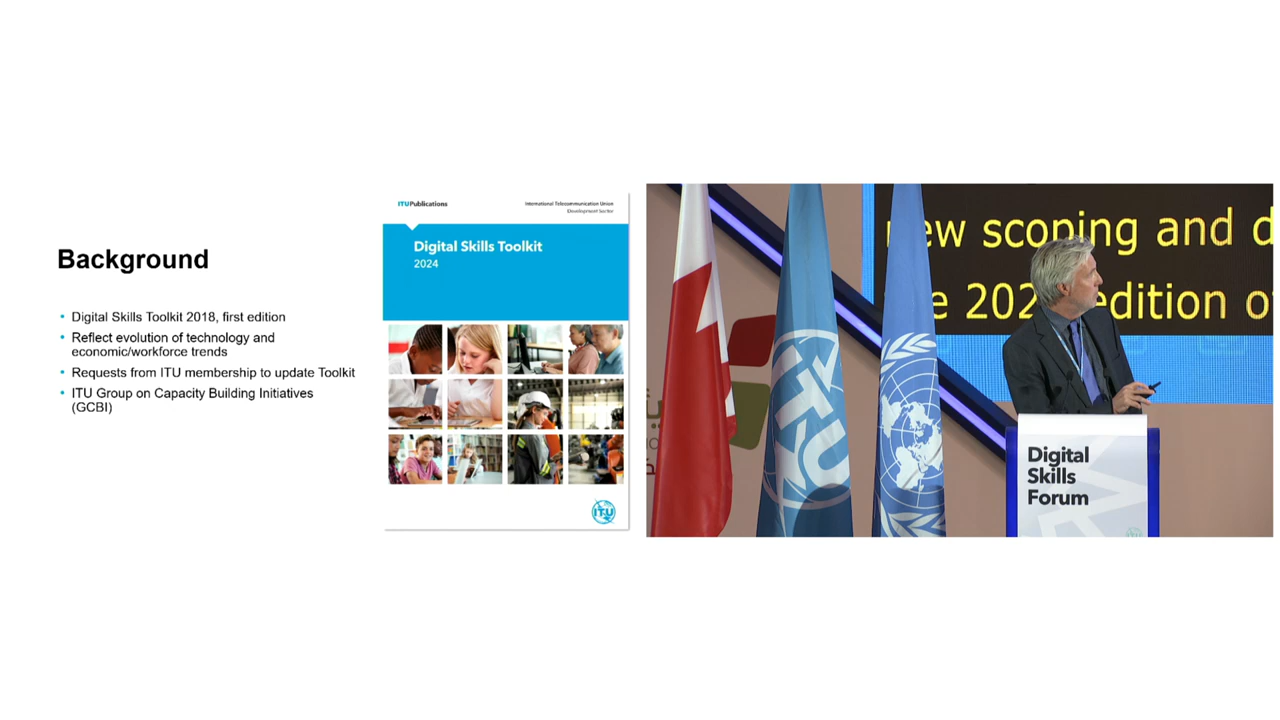 Background
Digital Skills Toolkit 2018, first edition
Reflect evolution of technology and
economic/workforce trends
Requests from ITU membership to update Toolkit
ITU Group on Capacity Building Initiatives
(GCBI)
ITUPublications
International Telecommunication Union
Development Sector
Digital Skills Toolkit
2024
ITU
new scoping and d
edition o
ITU
Digital
Skills
Forum